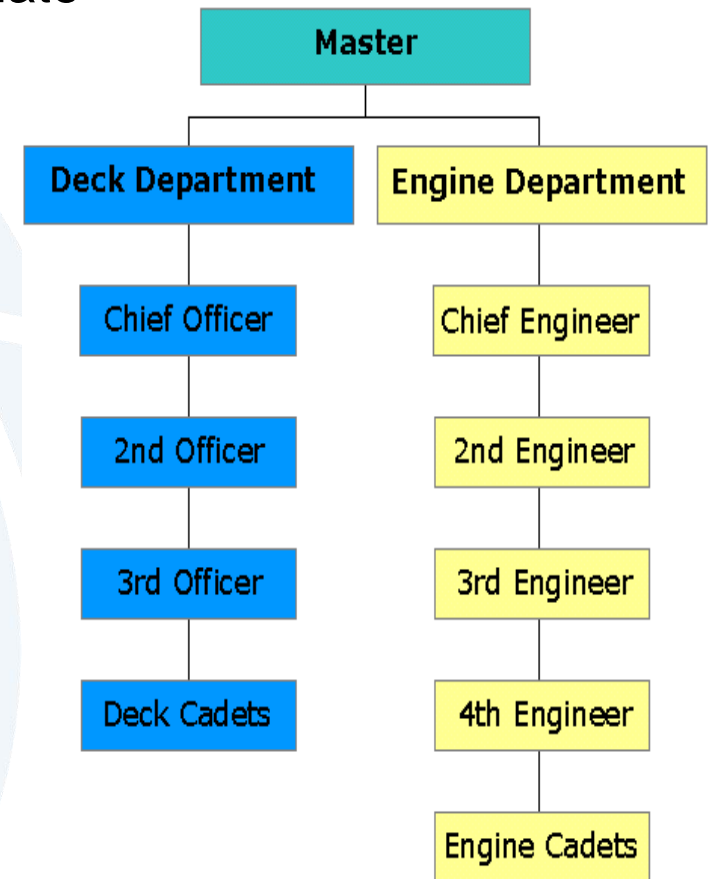 Master
Deck Department
Engine Department
Chief Officer
Chief Engineer
2nd Officer
2nd Engineer
3rd Officer
3rd Engineer
Deck Cadets
4th Engineer
Engine Cadets